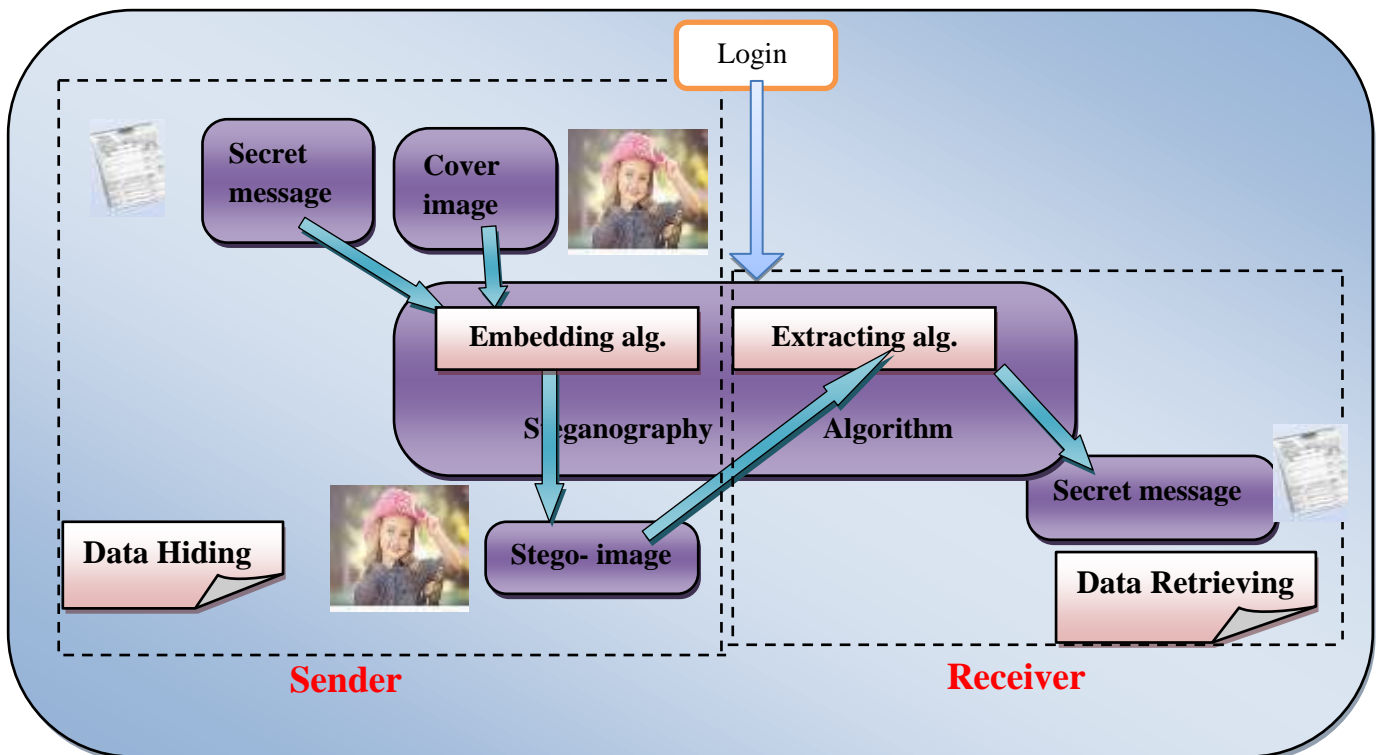 Login
Secret
message
Cover
image
Embedding alg.
Extracting alg.
Steganography Algorithm
Secret message
Stego- image
Data Hiding
Data Retrieving
Sender
Receiver